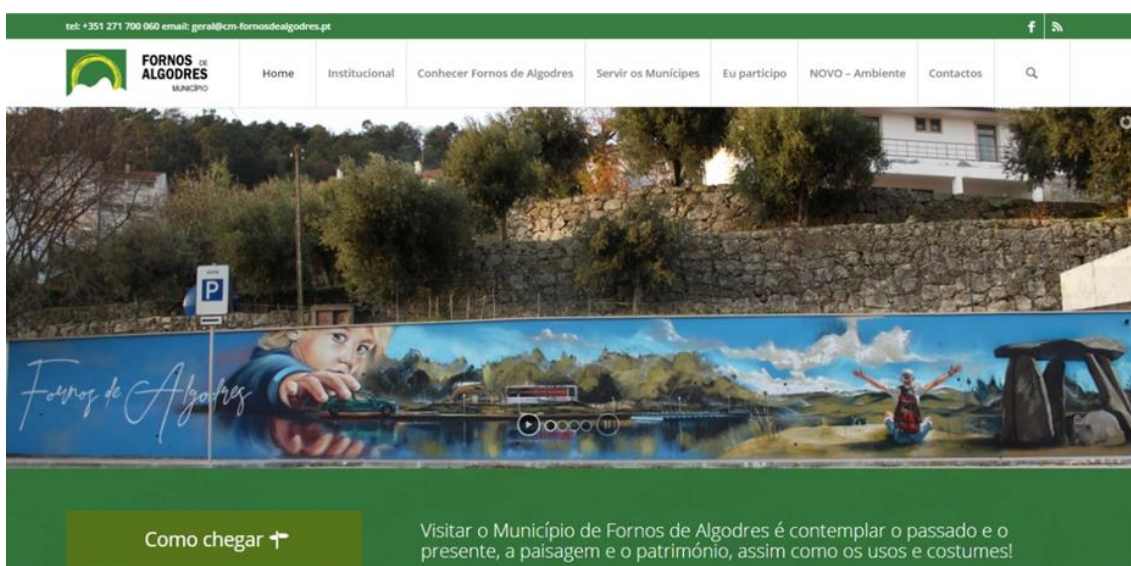 tel: +351 271 700 060 email: geral@cm-fornosdealgodres.pt
FORNOS DE
ALGODRES
MUNICÍPIO
Home Institucional Conhecer Fornos de Algodres Servir os Munícipes Eu participo NOVO – Ambiente Contactos
P
Fornos de Algodres
Como chegar
Visitar o Município de Fornos de Algodres é contemplar o passado e o
presente, a paisagem e o património, assim como os usos e costumes!